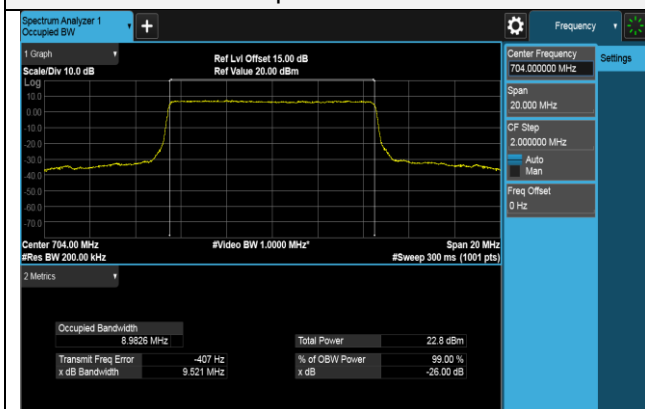 Spectrum Analyzer 1
Occupied BW
+
Frequency
1 Graph
Ref Lvl Offset 15.00 dB
Scale/Div 10.0 dB
Ref Value 20.00 dBm
Log
10.0
0.00
-10.0
-20.0
-30.0
-40.0
-50.0
-60.0
-70.0
Center 704.00 MHz
#Video BW 1.0000 MHz*
Span 20 MHz
#Res BW 200.00 kHz
#Sweep 300 ms (1001 pts)
Center Frequency
704.000000 MHz
Settings
Span
20.000 MHz
CF Step
2.000000 MHz
Auto
Man
Freq Offset
0 Hz
2 Metrics
Occupied Bandwidth
8.9826 MHz
Total Power 22.8 dBm
Transmit Freq Error -407 Hz
% of OBW Power 99.00 %
x dB Bandwidth 9.521 MHz
x dB -26.00 dB